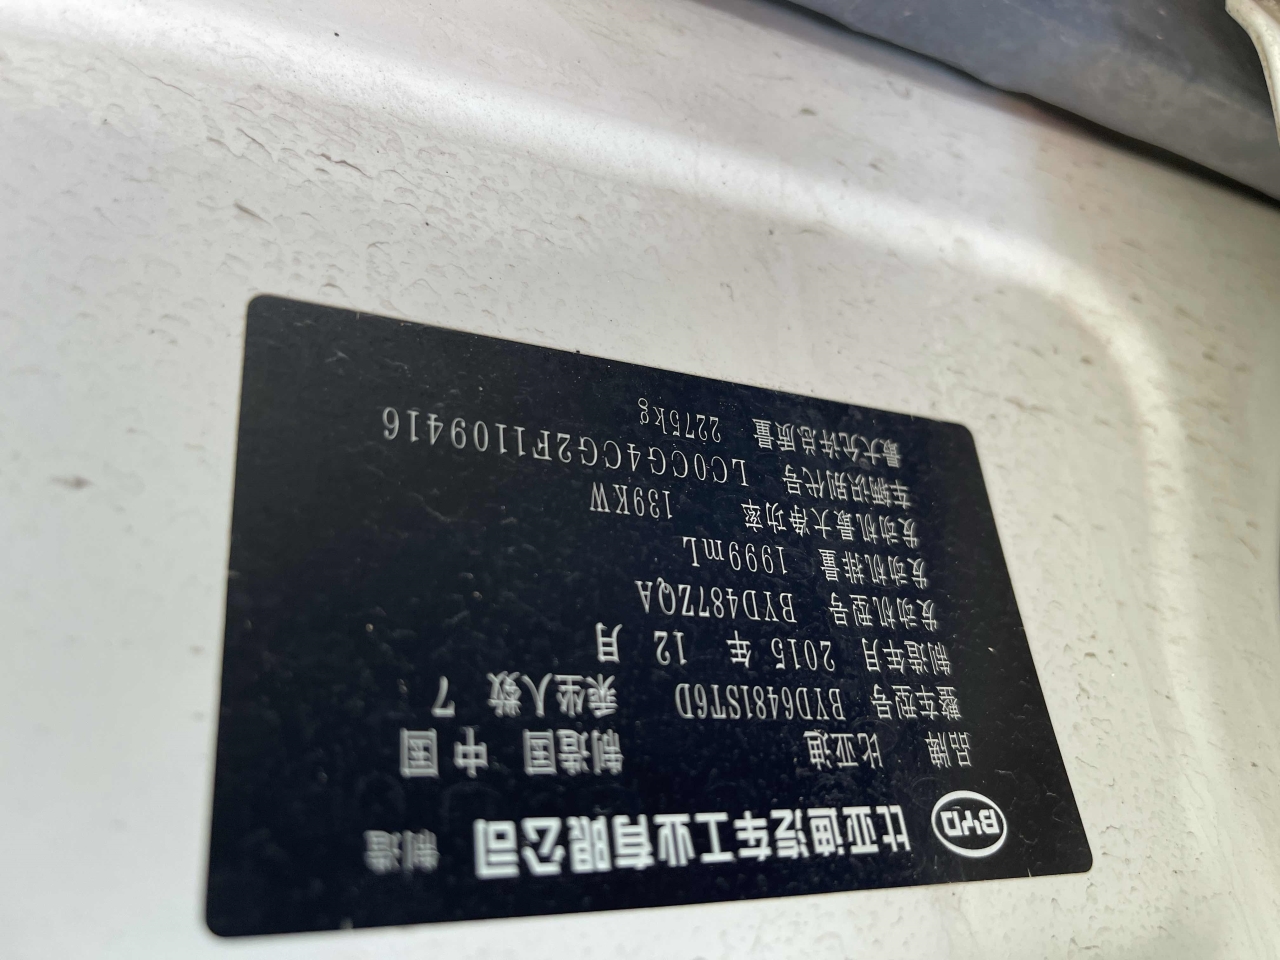 BYD 比亚迪汽车工业有限公司 制造
品牌 比亚迪 制造国 中国
整车型号 BYD6481ST6D 乘坐人数 7
制造年月 2015 年 12 月
发动机型号 BYD487ZQA
发动机排量 1999mL
发动机最大净功率 139KW
车辆识别代号 LC0CG4CG2F1109416
最大允许总质量 2275kg